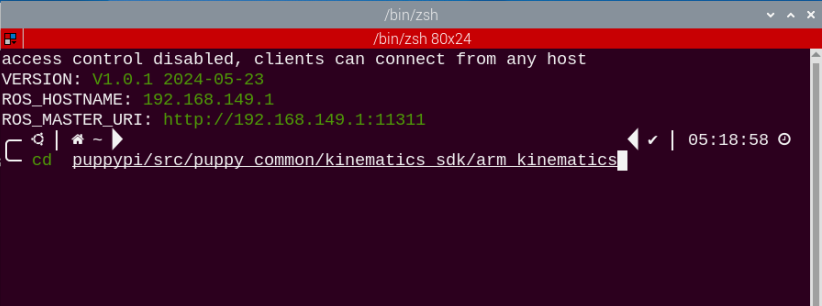 /bin/zsh
/bin/zsh 80x24
access control disabled, clients can connect from any host
VERSION: V1.0.1 2024-05-23
ROS_HOSTNAME: 192.168.149.1
ROS_MASTER_URI: http://192.168.149.1:11311
~ ✔ 05:18:58
cd puppypi/src/puppy_common/kinematics_sdk/arm_kinematics